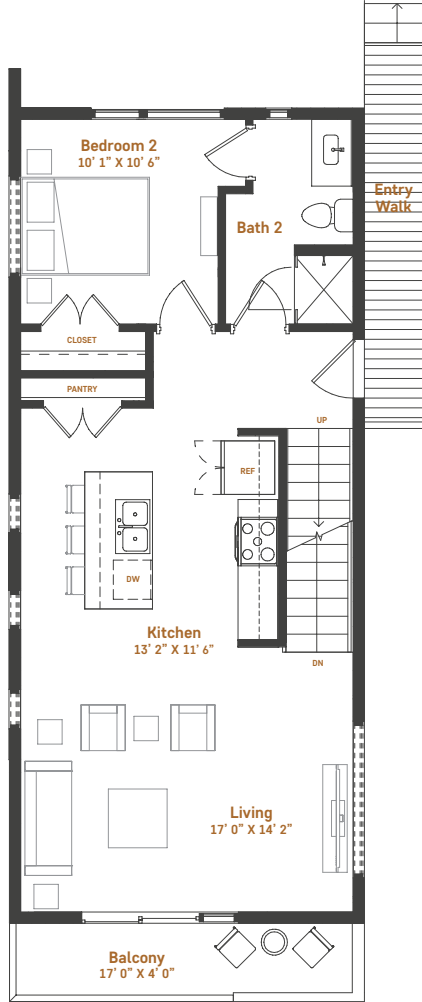 Bedroom 2
10' 1" X 10' 6"
Entry
Walk
Bath 2
CLOSET
PANTRY
UP
REF
DW
Kitchen
13' 2" X 11' 6"
DN
Living
17' 0" X 14' 2"
Balcony
17' 0" X 4' 0"